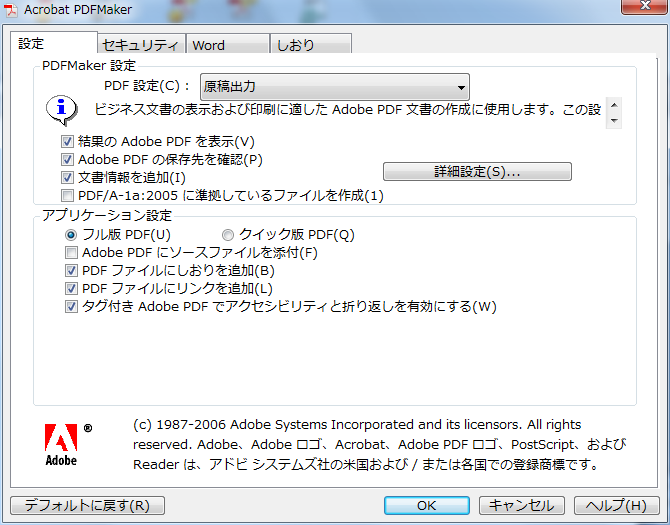 Acrobat PDFMaker
設定 セキュリティ Word しおり
PDFMaker 設定
PDF 設定(C) : 原稿出力
ビジネス文書の表示および印刷に適した Adobe PDF 文書の作成に使用します。この設
結果の Adobe PDF を表示(V)
Adobe PDF の保存先を確認(P)
文書情報を追加(I)
詳細設定(S)...
PDF/A-1a:2005 に準拠しているファイルを作成(1)
アプリケーション設定
フル版 PDF(U) クイック版 PDF(Q)
Adobe PDF にソースファイルを添付(F)
PDF ファイルにしおりを追加(B)
PDF ファイルにリンクを追加(L)
タグ付き Adobe PDF でアクセシビリティと折り返しを有効にする(W)
Adobe ®
(c) 1987-2006 Adobe Systems Incorporated and its licensors. All rights
reserved. Adobe、Adobe ロゴ、Acrobat、Adobe PDF ロゴ、PostScript、および
Reader は、アドビ システムズ社の米国および / または各国での登録商標です。
デフォルトに戻す(R) OK キャンセル ヘルプ(H)